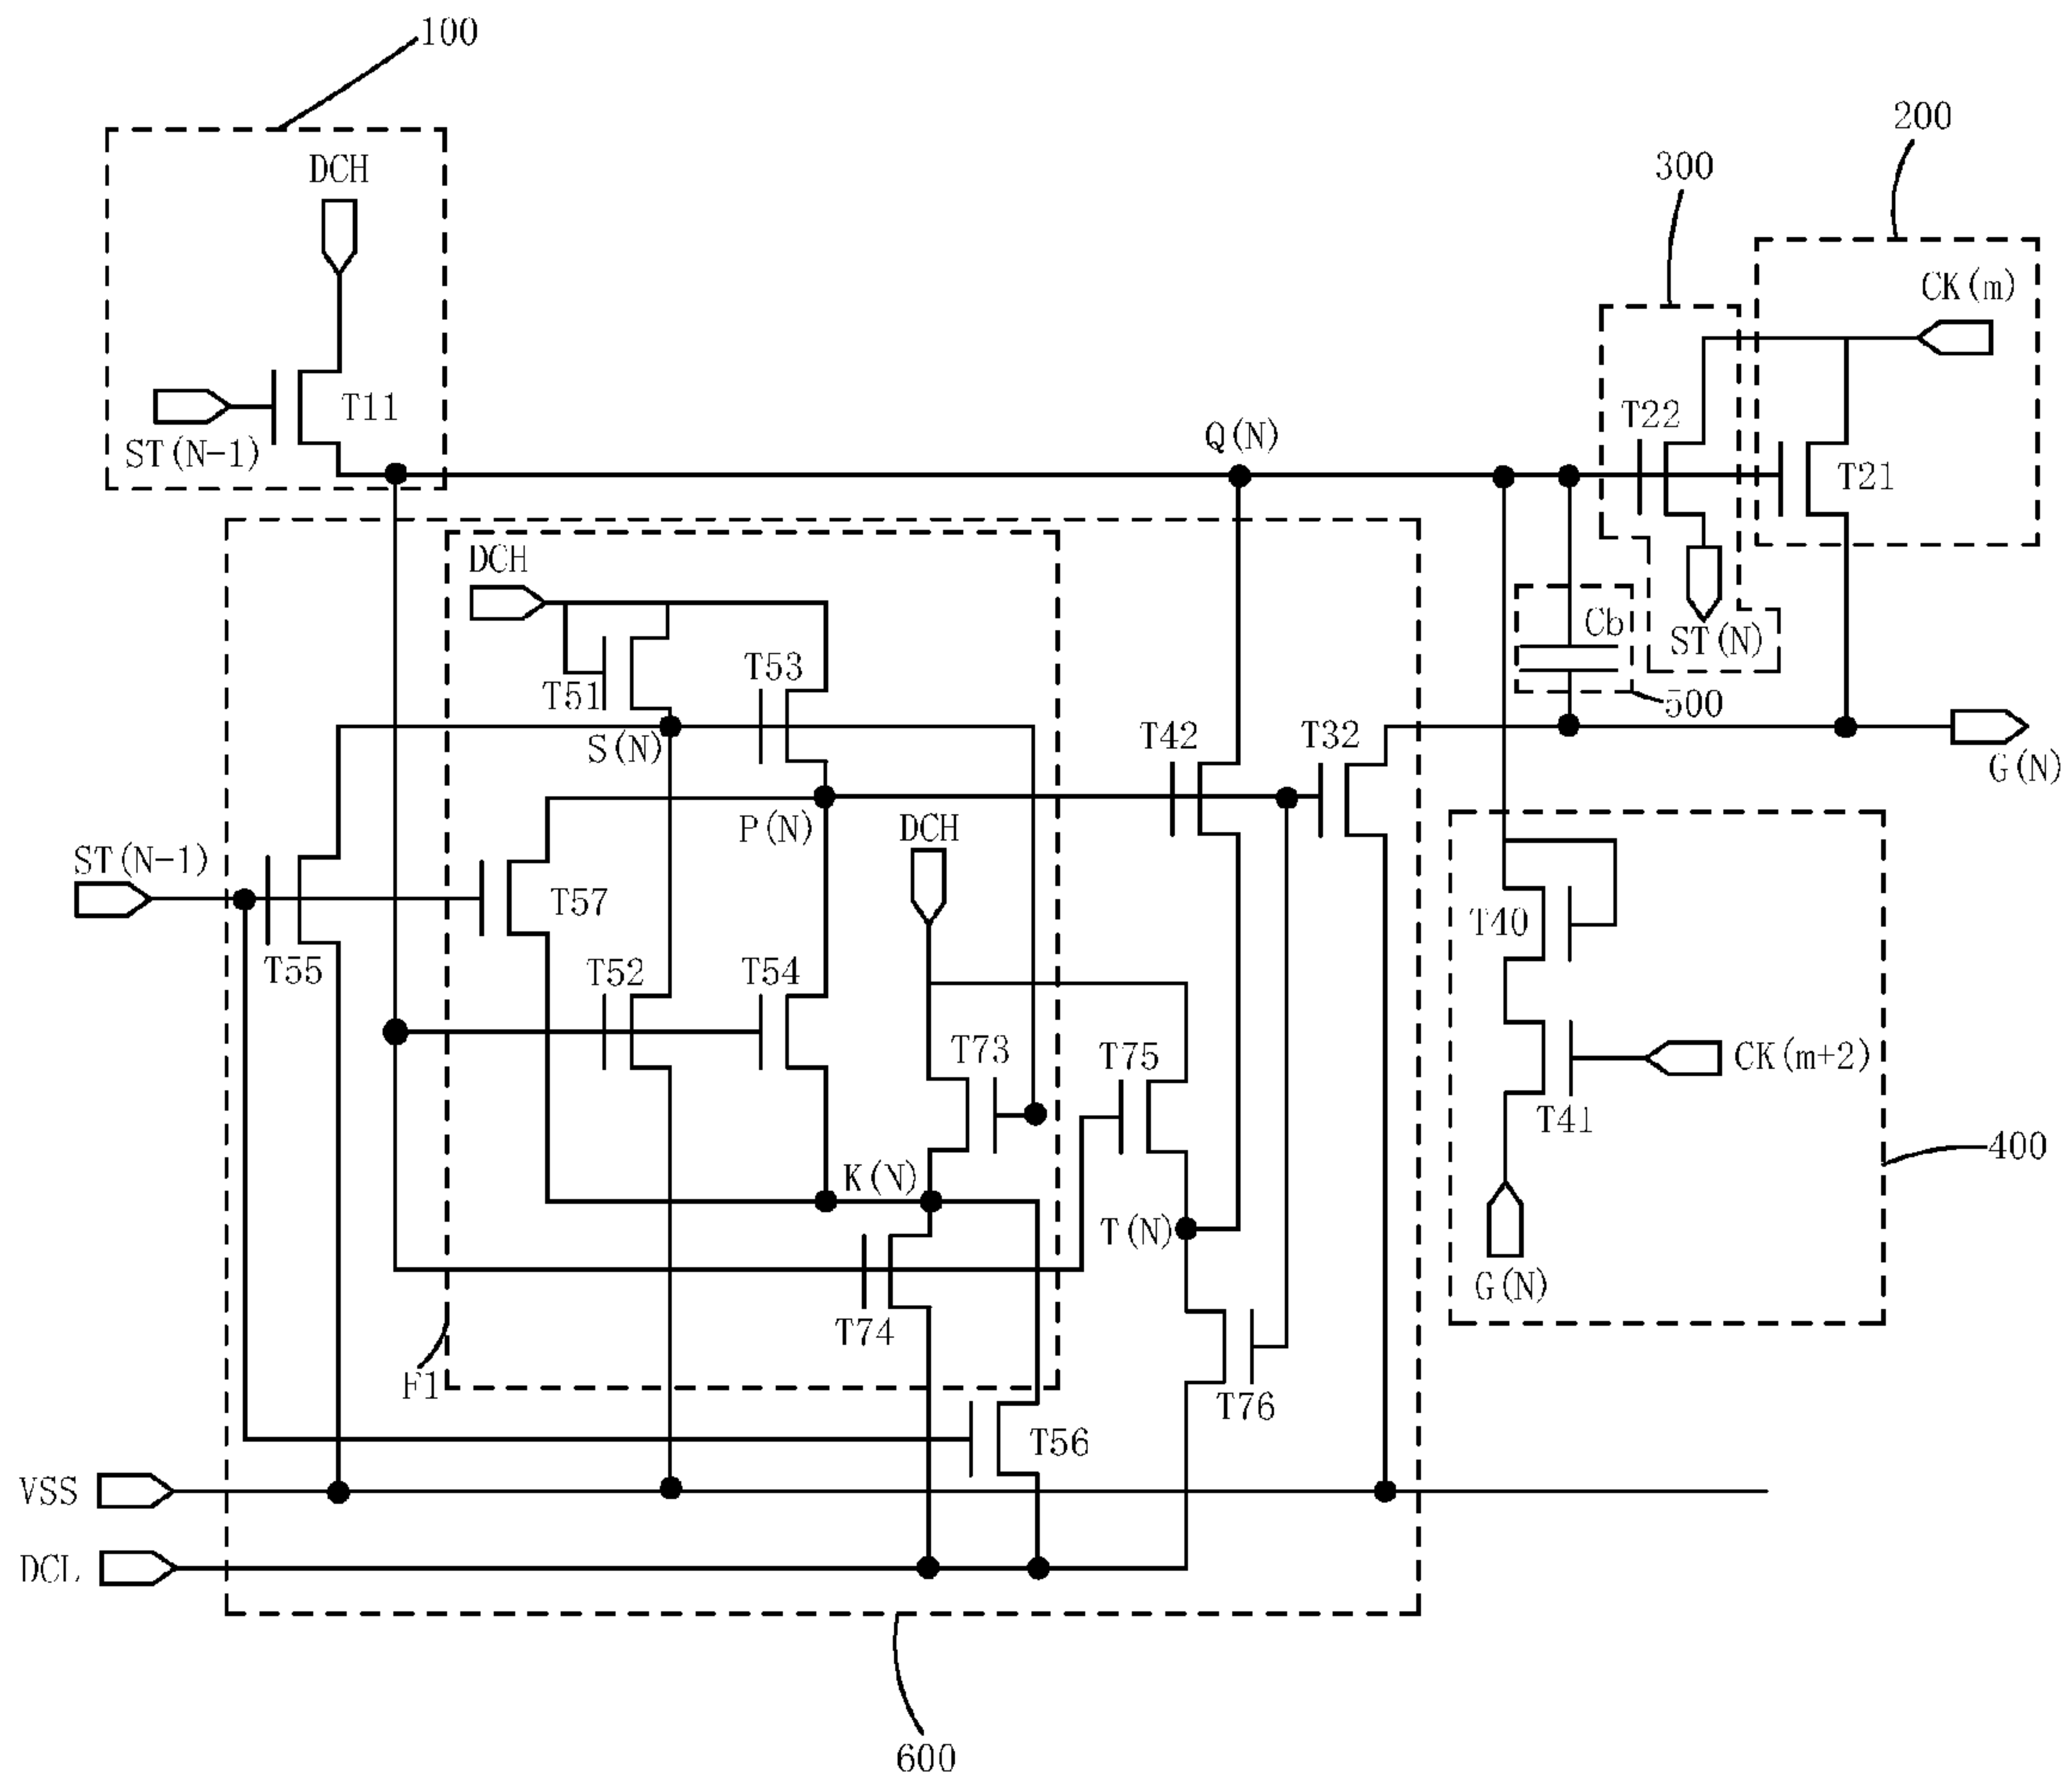 100
200
DCH
300
CK(m)
T11
T22
ST(N-1)
Q(N)
T21
DCH
Cb
ST(N)
T53
T51
500
S(N)
T42
T32
G(N)
P(N)
DCH
ST(N-1)
T57
T40
T55
T52
T54
T73
T75
CK(m+2)
T41
400
K(N)
T(N)
G(N)
T74
F1
T76
T56
VSS
DCL
600